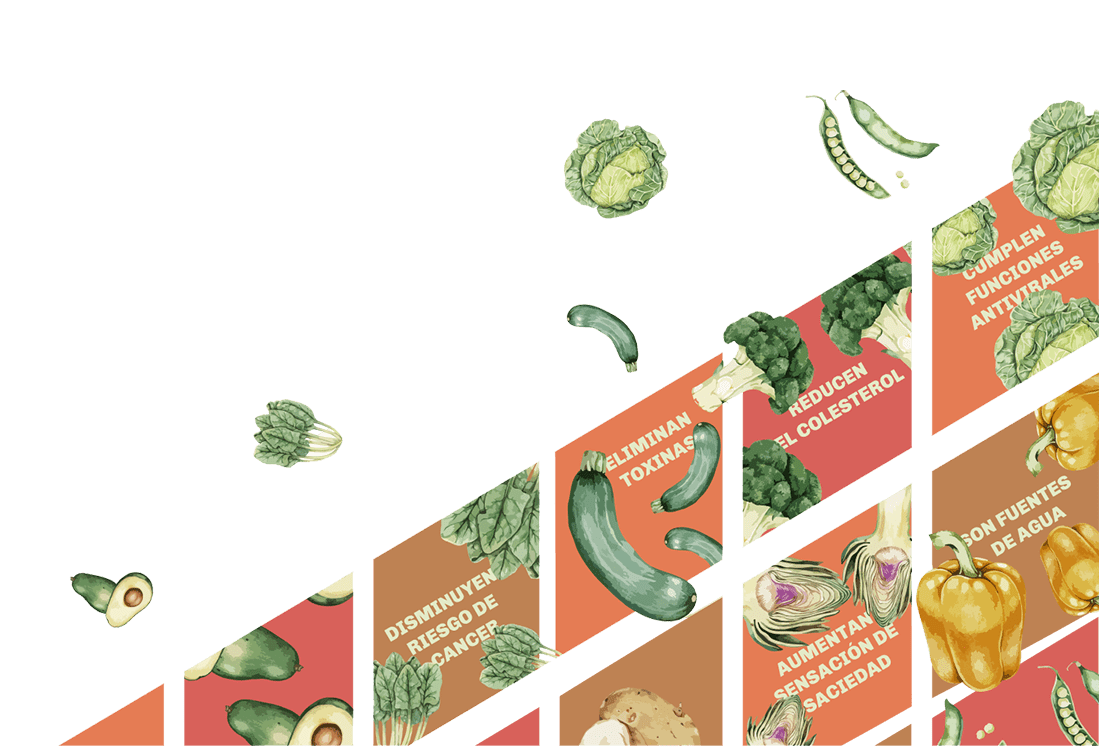 CUMPLEN
FUNCIONES
ANTIVIRALES
REDUCEN
EL COLESTEROL
ELIMINAN
TOXINAS
SON FUENTES
DE AGUA
DISMINUYEN
RIESGO DE
CANCER
AUMENTAN
SENSACIÓN DE
SACIEDAD